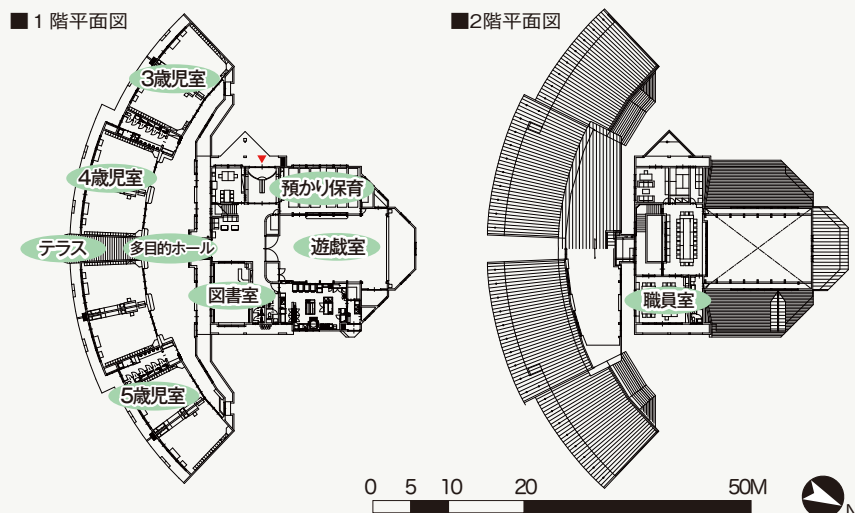 ■1階平面図
■2階平面図
3歳児室
4歳児室
預かり保育
テラス
多目的ホール
遊戯室
図書室
職員室
5歳児室
0 5 10 20 50M
N